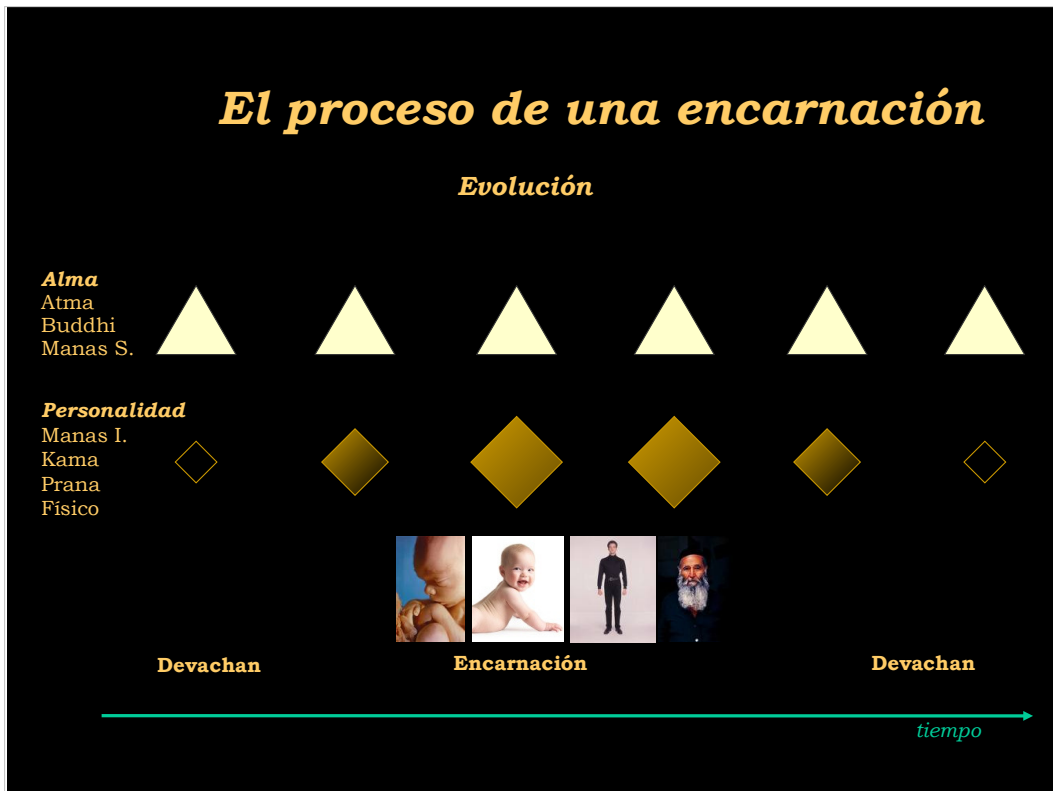 El proceso de una encarnación
Evolución
Alma
Atma
Buddhi
Manas S.
Personalidad
Manas I.
Kama
Prana
Físico
Devachan
Encarnación
Devachan
tiempo